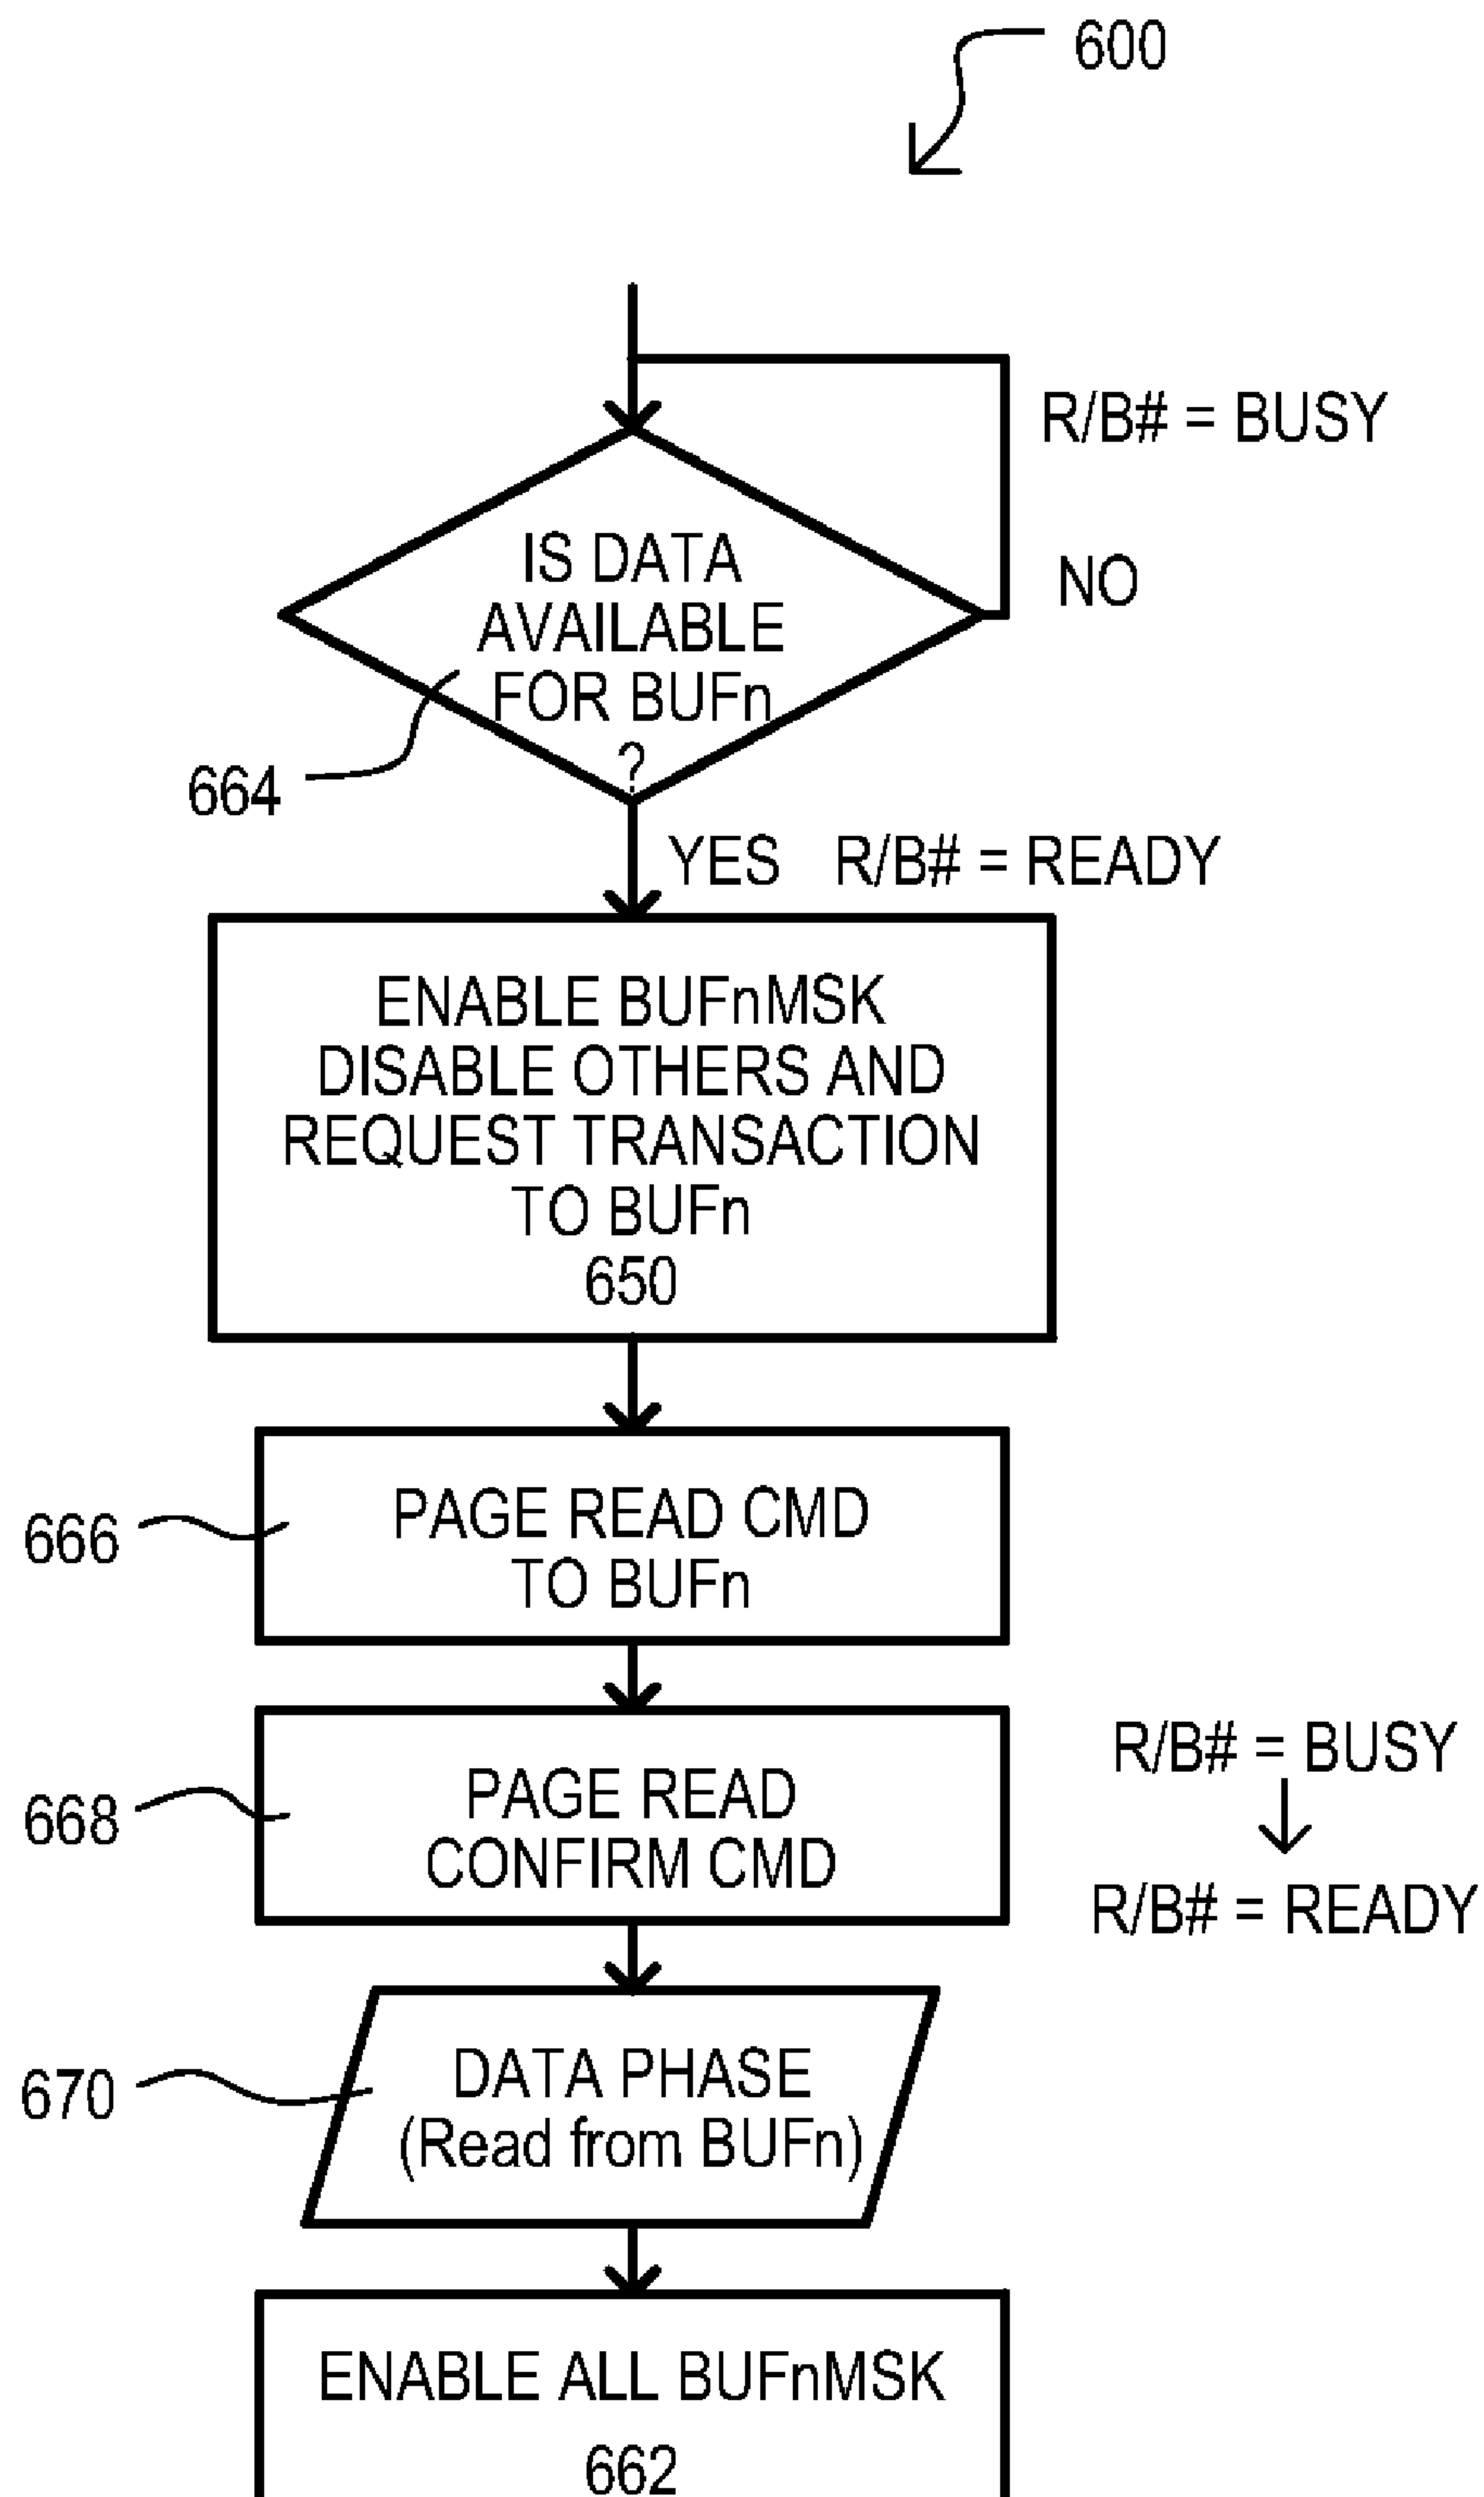 600
R/B# = BUSY
IS DATA
AVAILABLE
FOR BUFn
?
NO
664
YES R/B# = READY
ENABLE BUFnMSK
DISABLE OTHERS AND
REQUEST TRANSACTION
TO BUFn
650
666
PAGE READ CMD
TO BUFn
668
PAGE READ
CONFIRM CMD
R/B# = BUSY
R/B# = READY
670
DATA PHASE
(Read from BUFn)
ENABLE ALL BUFnMSK
662